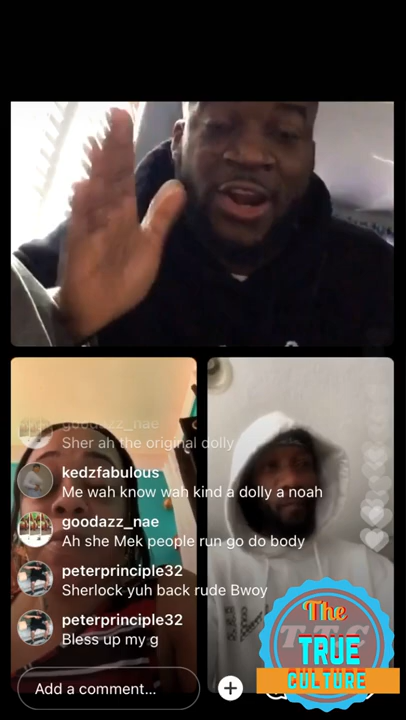 goodazz_nae
Sher ah the original dolly
kedzfabulous
Me wah know wah kind a dolly a noah
goodazz_nae
Ah she Mek people run go do body
peterprinciple32
Sherlock yuh back rude Bwoy
peterprinciple32
Bless up my g
Add a comment...
The
TRUE
CULTURE